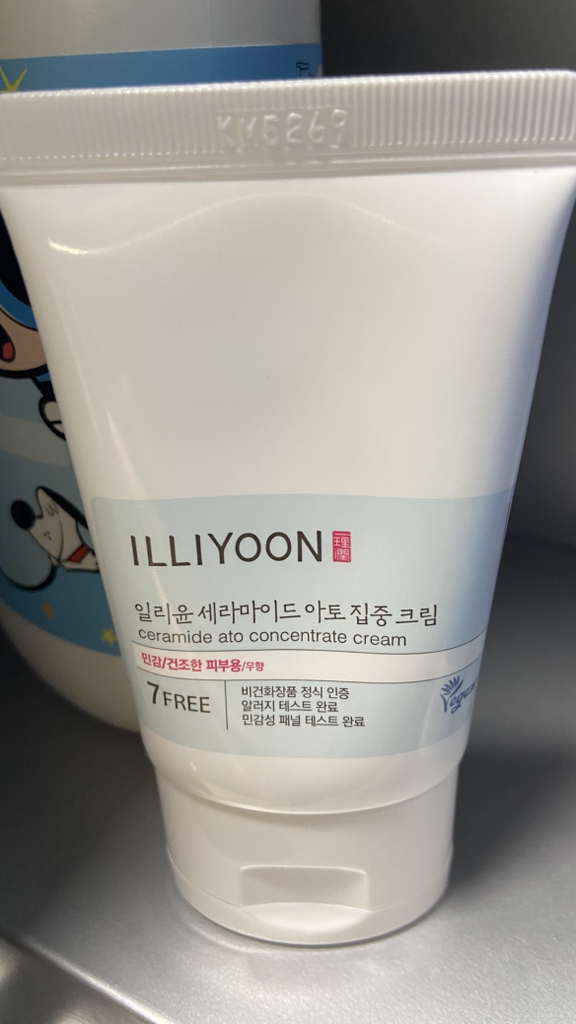 ILLIYOON
일리윤 세라마이드 아토 집중 크림
ceramide ato concentrate cream
민감/건조한 피부용/무향
7 FREE
비건화장품 정식 인증
알러지 테스트 완료
민감성 패널 테스트 완료
Vegan